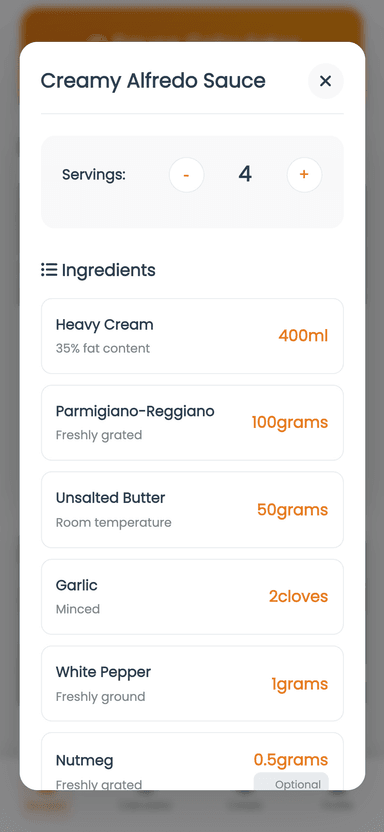 Creamy Alfredo Sauce
Servings:
-
4
+
Ingredients
Heavy Cream
35% fat content
400ml
Parmigiano-Reggiano
Freshly grated
100grams
Unsalted Butter
Room temperature
50grams
Garlic
Minced
2cloves
White Pepper
Freshly ground
1grams
Nutmeg
Freshly grated
0.5grams
Optional